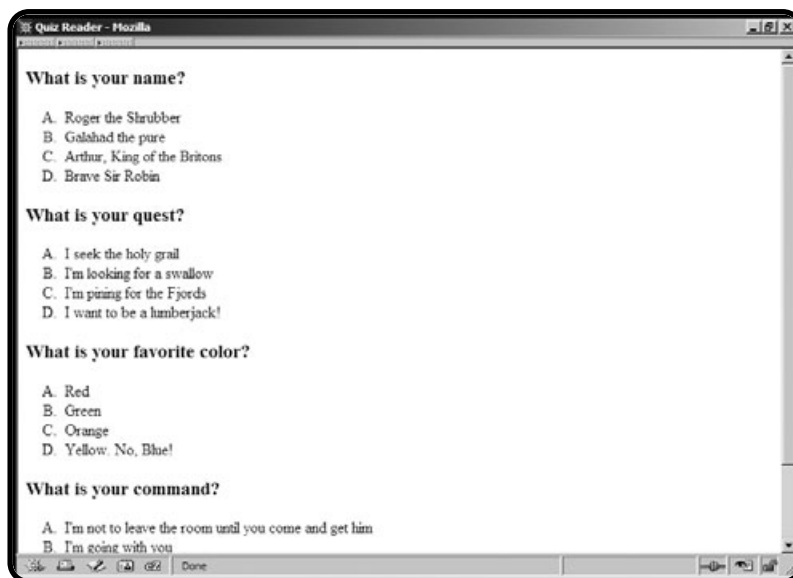 Quiz Reader - Mozilla
What is your name?
A. Roger the Shrubber
B. Galahad the pure
C. Arthur, King of the Britons
D. Brave Sir Robin
What is your quest?
A. I seek the holy grail
B. I'm looking for a swallow
C. I'm pining for the Fjords
D. I want to be a lumberjack!
What is your favorite color?
A. Red
B. Green
C. Orange
D. Yellow. No, Blue!
What is your command?
A. I'm not to leave the room until you come and get him
B. I'm going with you
Done